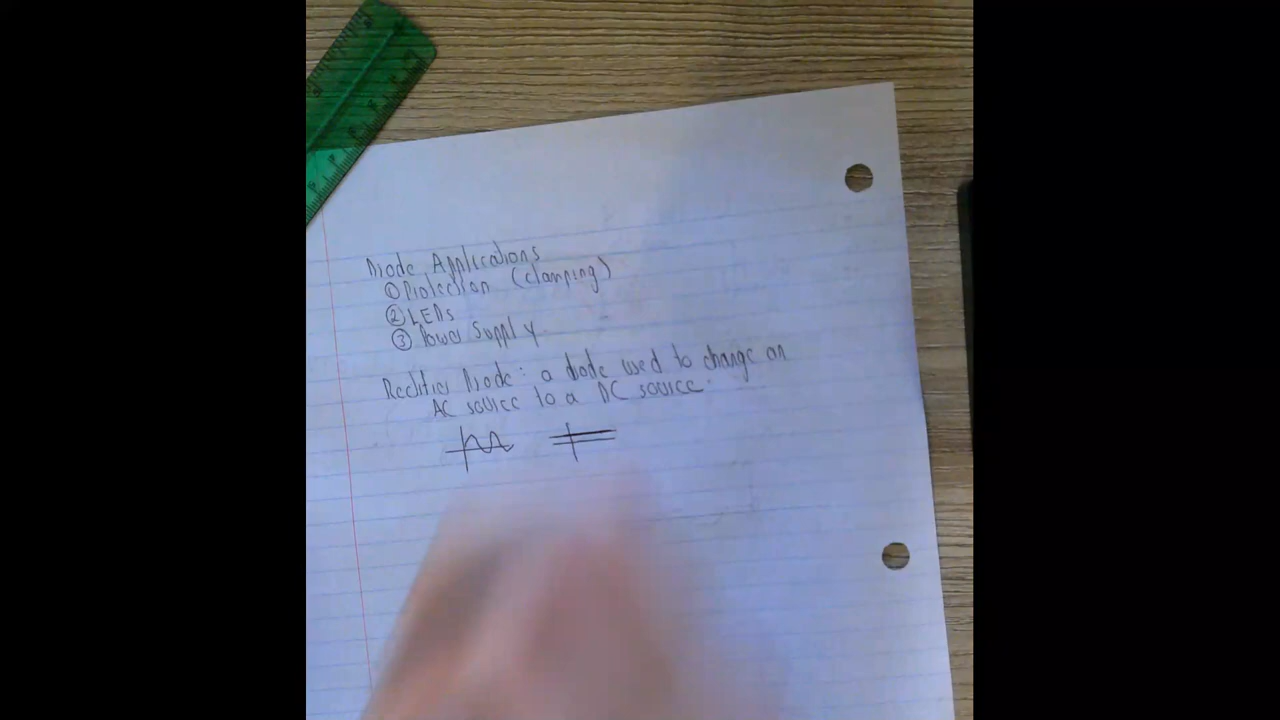 Diode Applications
① Protection (clamping)
② LEDs
③ Power Supply
Rectifier Diode: a diode used to change an
AC source to a DC source